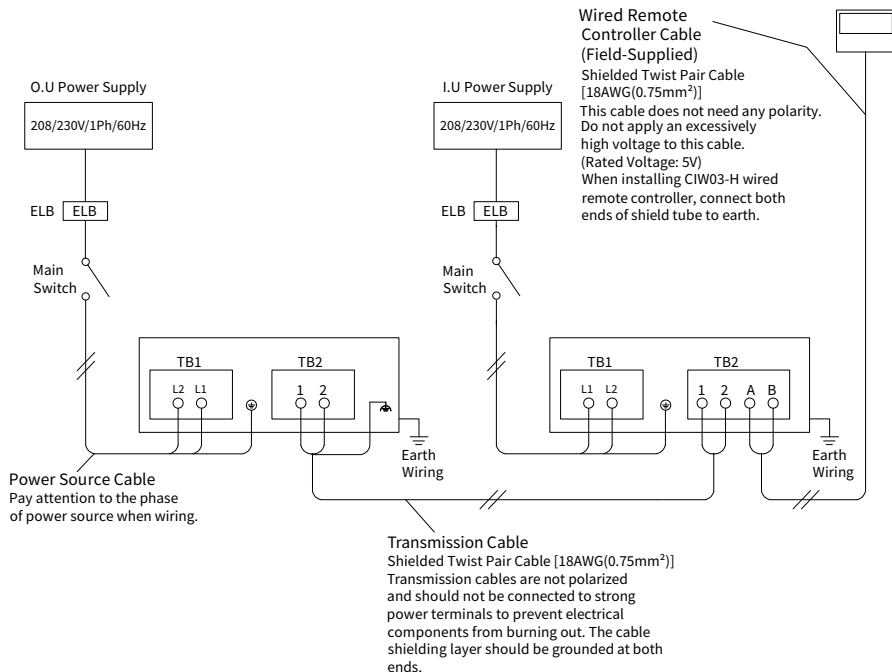 Wired Remote
Controller Cable
(Field-Supplied)
Shielded Twist Pair Cable
[18AWG(0.75mm²)]
This cable does not need any polarity.
Do not apply an excessively
high voltage to this cable.
(Rated Voltage: 5V)
When installing CIW03-H wired
remote controller, connect both
ends of shield tube to earth.
O.U Power Supply
208/230V/1Ph/60Hz
ELB ELB
Main
Switch
I.U Power Supply
208/230V/1Ph/60Hz
ELB ELB
Main
Switch
TB1 TB2
L2 L1 1 2
Earth
Wiring
TB1 TB2
L1 L2 1 2 A B
Earth
Wiring
Power Source Cable
Pay attention to the phase
of power source when wiring.
Transmission Cable
Shielded Twist Pair Cable [18AWG(0.75mm²)]
Transmission cables are not polarized
and should not be connected to strong
power terminals to prevent electrical
components from burning out. The cable
shielding layer should be grounded at both
ends.